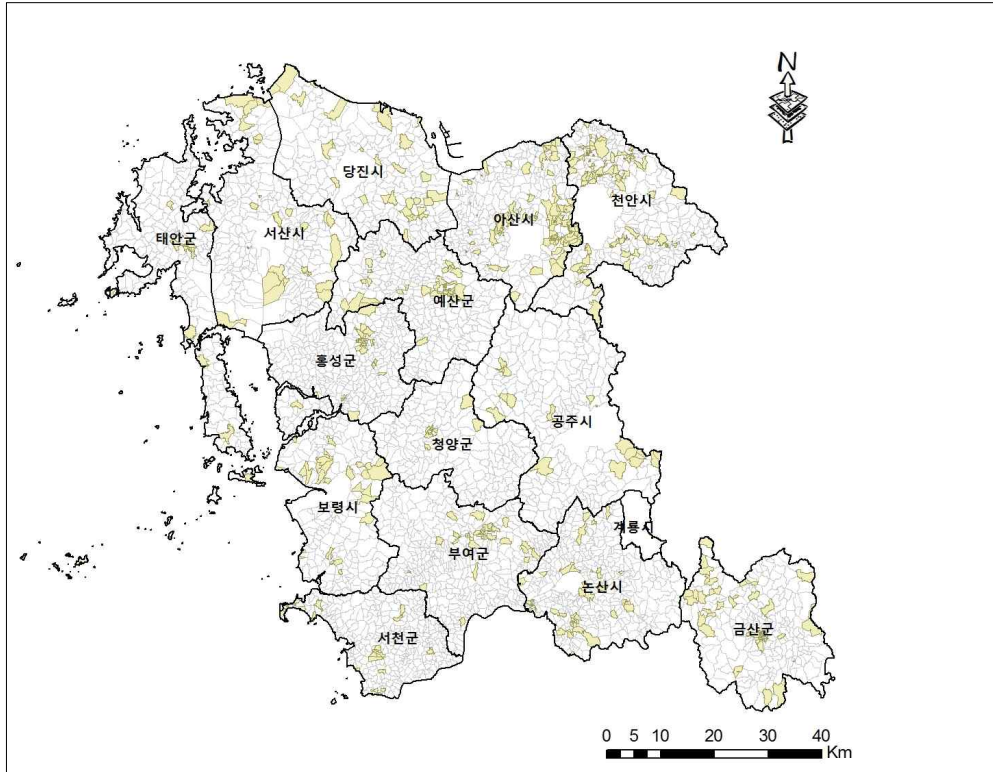 N
당진시
천안시
아산시
서산시
태안군
예산군
홍성군
공주시
청양군
보령시
계룡시
부여군
논산시
금산군
서천군
0 5 10 20 30 40
Km